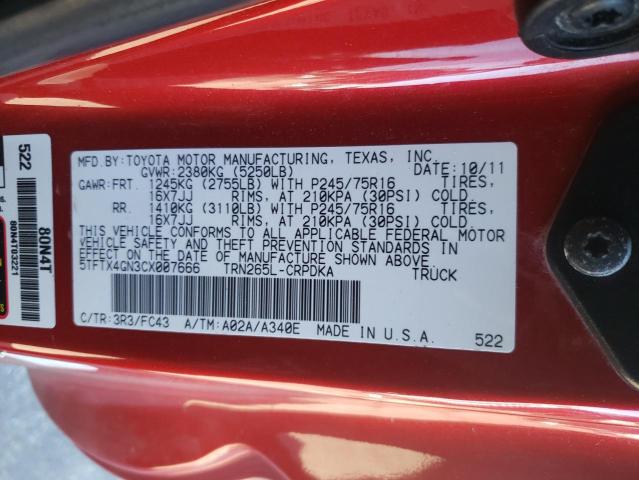 MFD.BY:TOYOTA MOTOR MANUFACTURING, TEXAS, INC.
GVWR:2380KG (5250LB) DATE:10/11
GAWR:FRT. 1245KG (2755LB) WITH P245/75R16 TIRES,
16X7JJ RIMS, AT 210KPA (30PSI) COLD
RR. 1410KG (3110LB) WITH P245/75R16 TIRES,
16X7JJ RIMS, AT 210KPA (30PSI) COLD
THIS VEHICLE CONFORMS TO ALL APPLICABLE FEDERAL MOTOR
VEHICLE SAFETY AND THEFT PREVENTION STANDARDS IN
EFFECT ON THE DATE OF MANUFACTURE SHOWN ABOVE.
5TFTX4GN3CX007666 TRN265L-CRPDKA TRUCK
C/TR:3R3/FC43 A/TM:A02A/A340E MADE IN U.S.A.
522
522
80N4T
80N4T03221